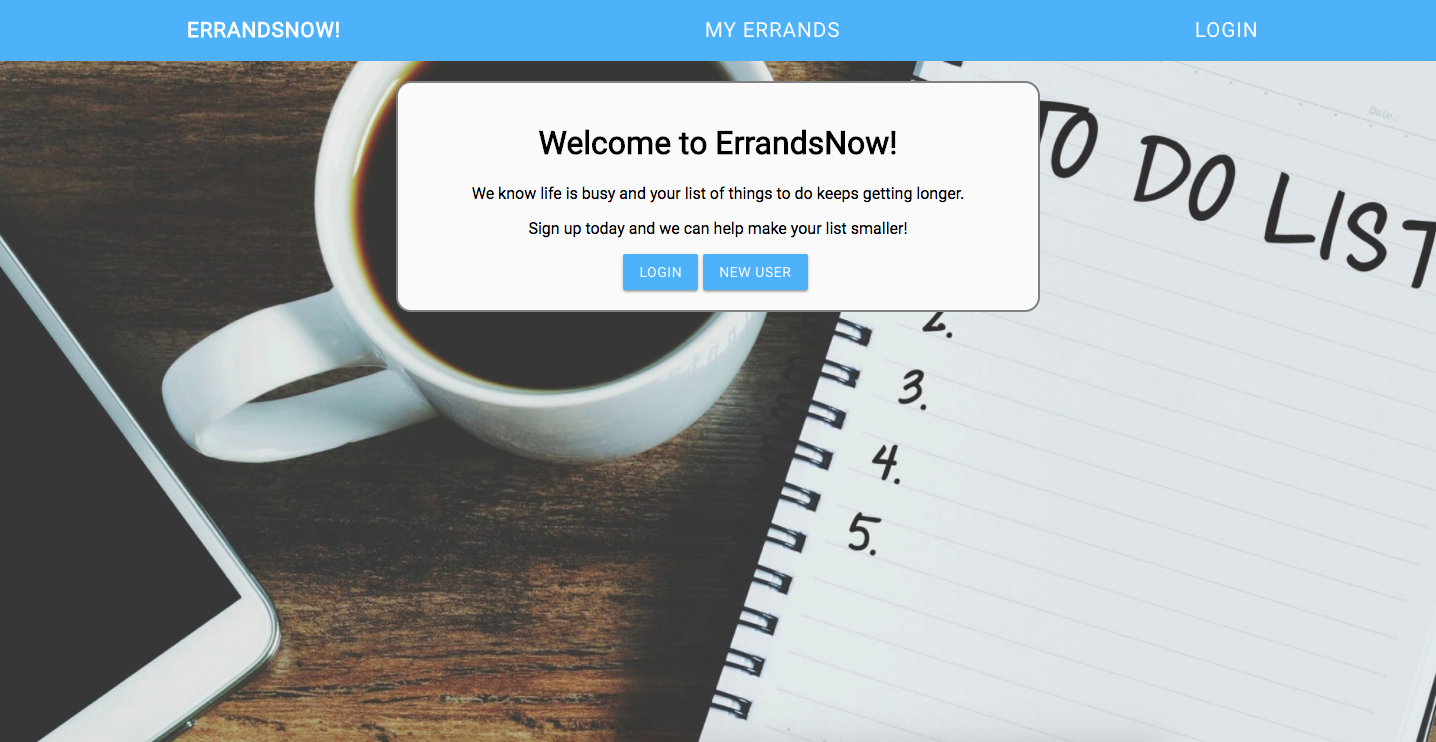 ERRANDSNOW! MY ERRANDS LOGIN
Welcome to ErrandsNow!
We know life is busy and your list of things to do keeps getting longer.
Sign up today and we can help make your list smaller!
LOGIN NEW USER
Date :
TO DO LIST
2.
3.
4.
5.